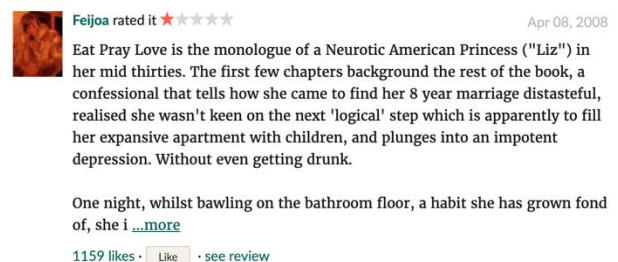 Feijoa rated it
Apr 08, 2008
Eat Pray Love is the monologue of a Neurotic American Princess ("Liz") in
her mid thirties. The first few chapters background the rest of the book, a
confessional that tells how she came to find her 8 year marriage distasteful,
realised she wasn't keen on the next 'logical' step which is apparently to fill
her expansive apartment with children, and plunges into an impotent
depression. Without even getting drunk.
One night, whilst bawling on the bathroom floor, a habit she has grown fond
of, she i ...more
1159 likes · Like · see review